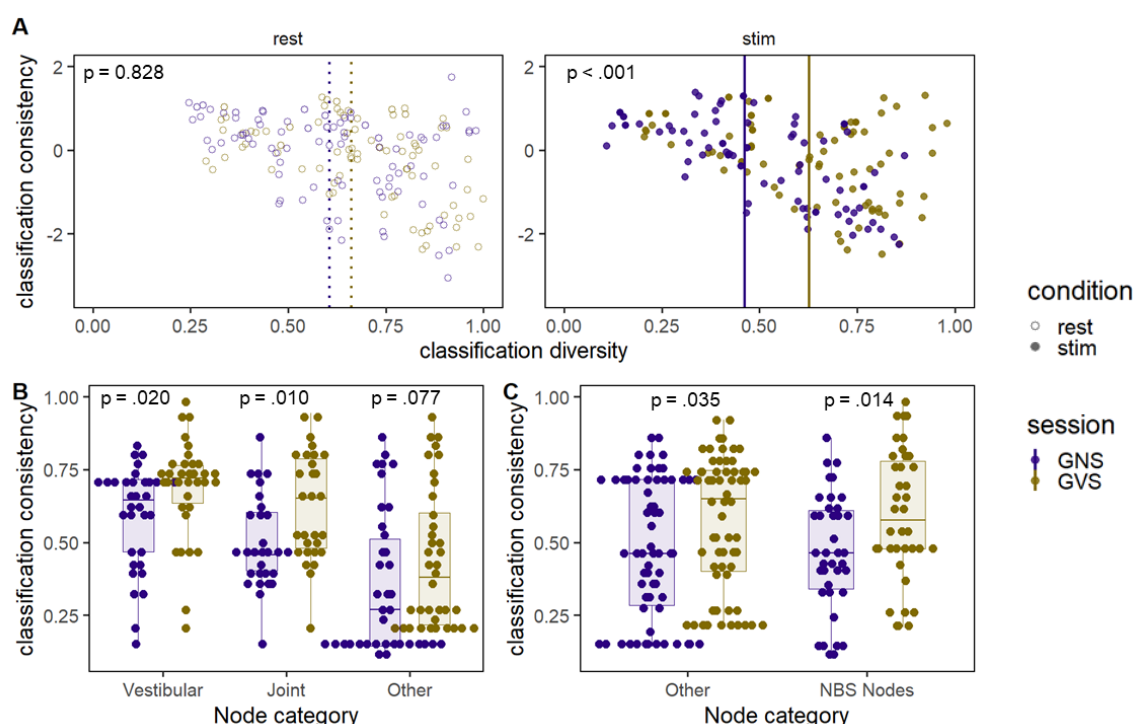 A
rest
stim
p = 0.828
p < .001
classification consistency
2
0
-2
2
0
-2
0.00
0.25
0.50
0.75
1.00
0.00
0.25
0.50
0.75
1.00
classification diversity
condition
rest
stim
session
GNS
GVS
B
p = .020
p = .010
p = .077
classification consistency
1.00
0.75
0.50
0.25
Vestibular
Joint
Other
Node category
C
p = .035
p = .014
classification consistency
1.00
0.75
0.50
0.25
Other
NBS Nodes
Node category